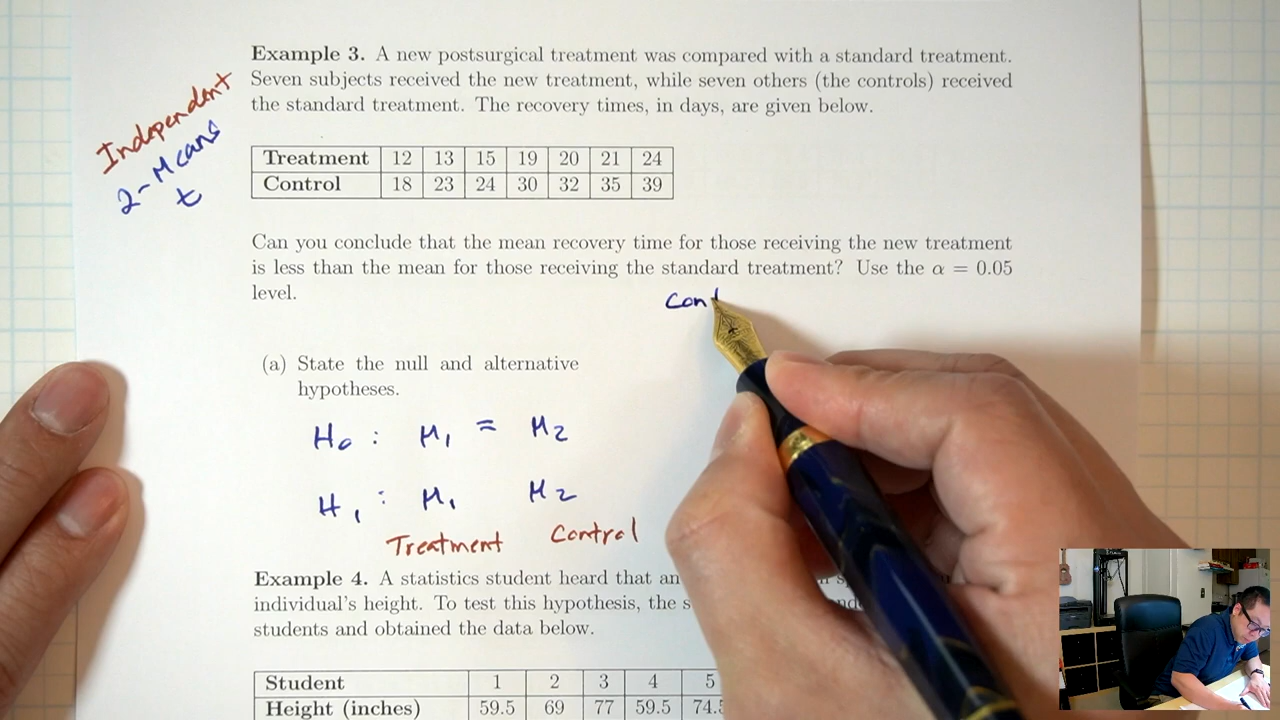 Example 3. A new postsurgical treatment was compared with a standard treatment.
Seven subjects received the new treatment, while seven others (the controls) received
the standard treatment. The recovery times, in days, are given below.
Independent
2-Means
t
Treatment 12 13 15 19 20 21 24
Control 18 23 24 30 32 35 39
Can you conclude that the mean recovery time for those receiving the new treatment
is less than the mean for those receiving the standard treatment? Use the α = 0.05
level.
Cont
(a) State the null and alternative
hypotheses.
H₀ : M₁ = M₂
H₁ : M₁ M₂
Treatment Control
Example 4. A statistics student heard that an
individual's height. To test this hypothesis, the
students and obtained the data below.
Student 1 2 3 4 5
Height (inches) 59.5 69 77 59.5 74.5